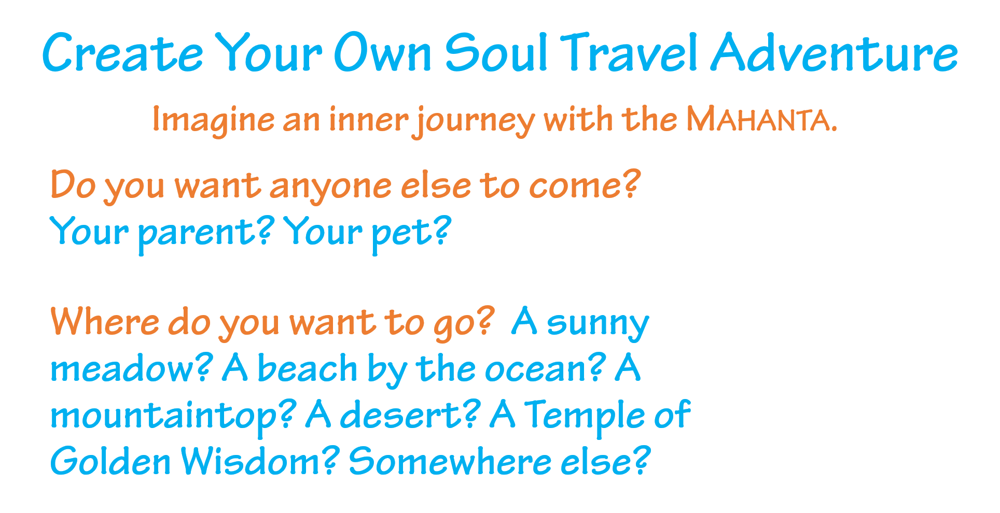 Create Your Own Soul Travel Adventure
Imagine an inner journey with the MAHANTA.
Do you want anyone else to come?
Your parent? Your pet?
Where do you want to go? A sunny
meadow? A beach by the ocean? A
mountaintop? A desert? A Temple of
Golden Wisdom? Somewhere else?